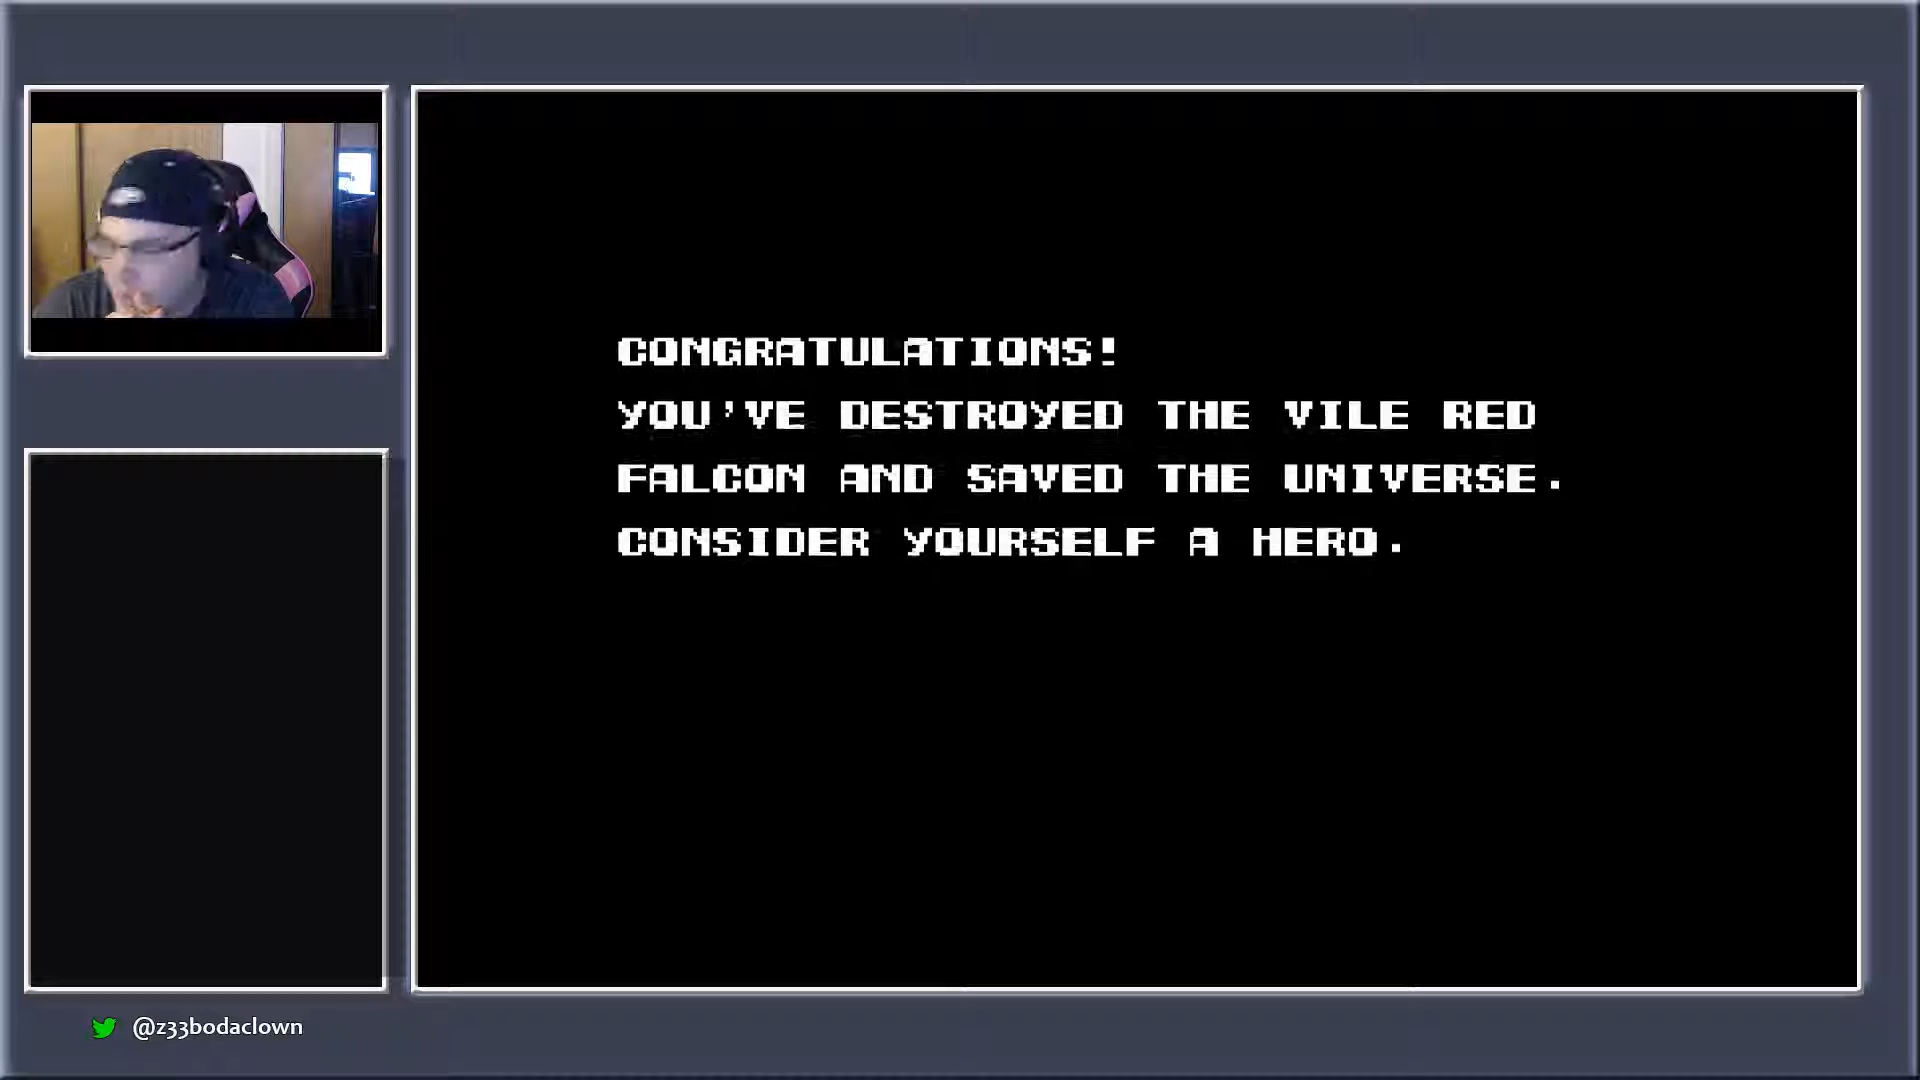 CONGRATULATIONS!
YOU'VE DESTROYED THE VILE RED
FALCON AND SAVED THE UNIVERSE.
CONSIDER YOURSELF A HERO.
@z33bodaclown